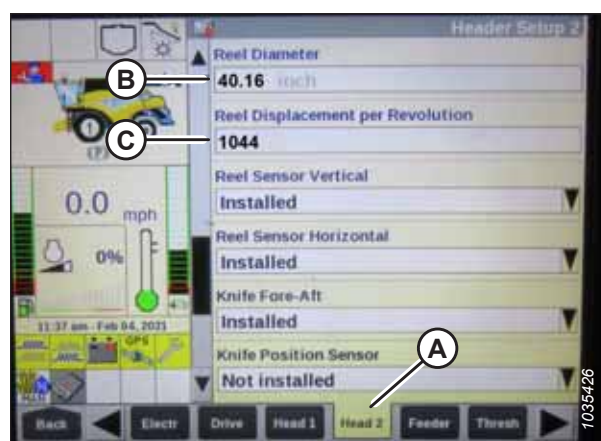 Header Setup 2
Reel Diameter
B
40.16 inch
Reel Displacement per Revolution
C
1044
Reel Sensor Vertical
Installed
0.0 mph
Reel Sensor Horizontal
0%
Installed
Knife Fore-Aft
Installed
11:37 am Feb 04, 2021
GPS
A
Knife Position Sensor
Not installed
Back
Electr
Drive
Head 1
Head 2
Feeder
Thresh
1035426